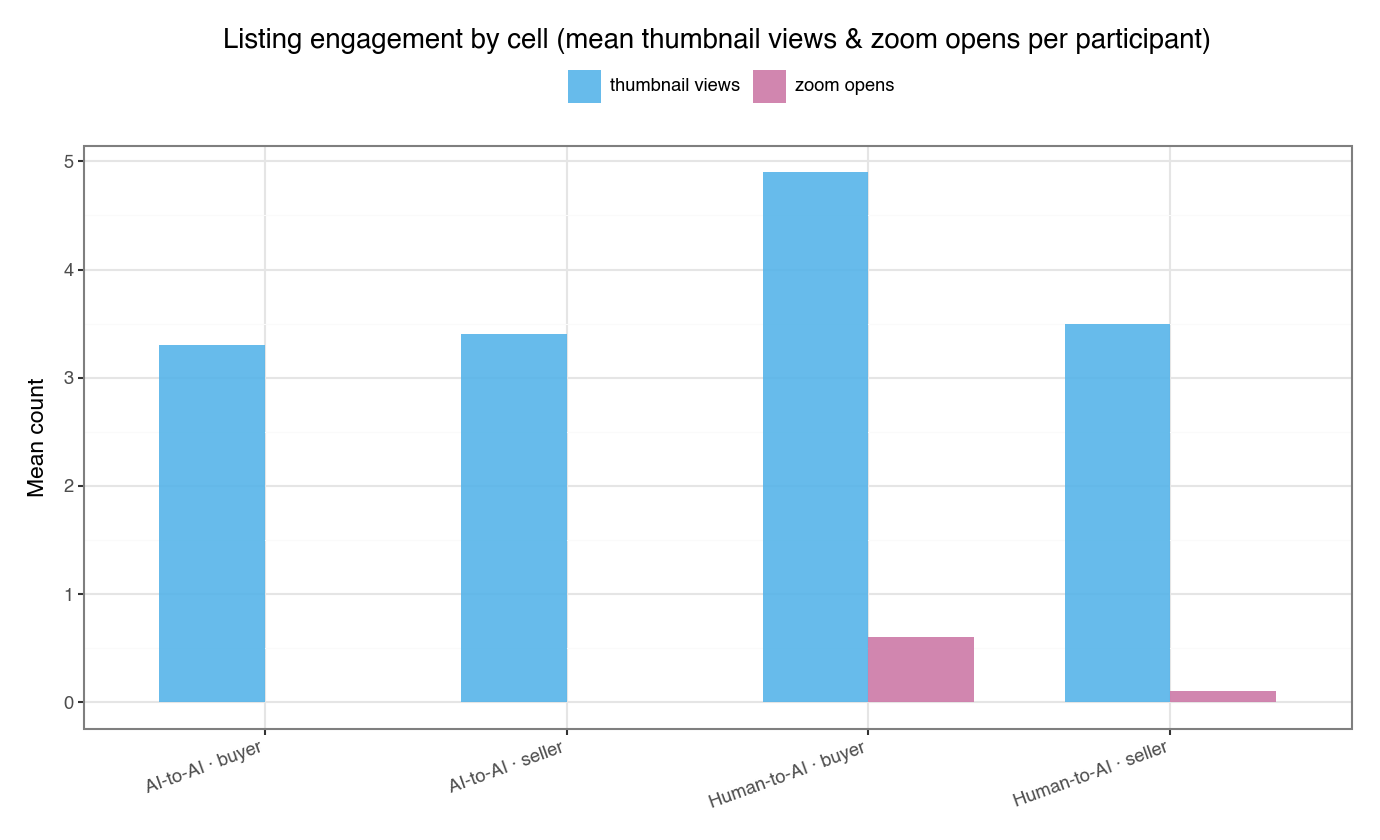 Listing engagement by cell (mean thumbnail views & zoom opens per participant)
thumbnail views
zoom opens
Mean count
5
4
3
2
1
0
AI-to-AI · buyer
AI-to-AI · seller
Human-to-AI · buyer
Human-to-AI · seller